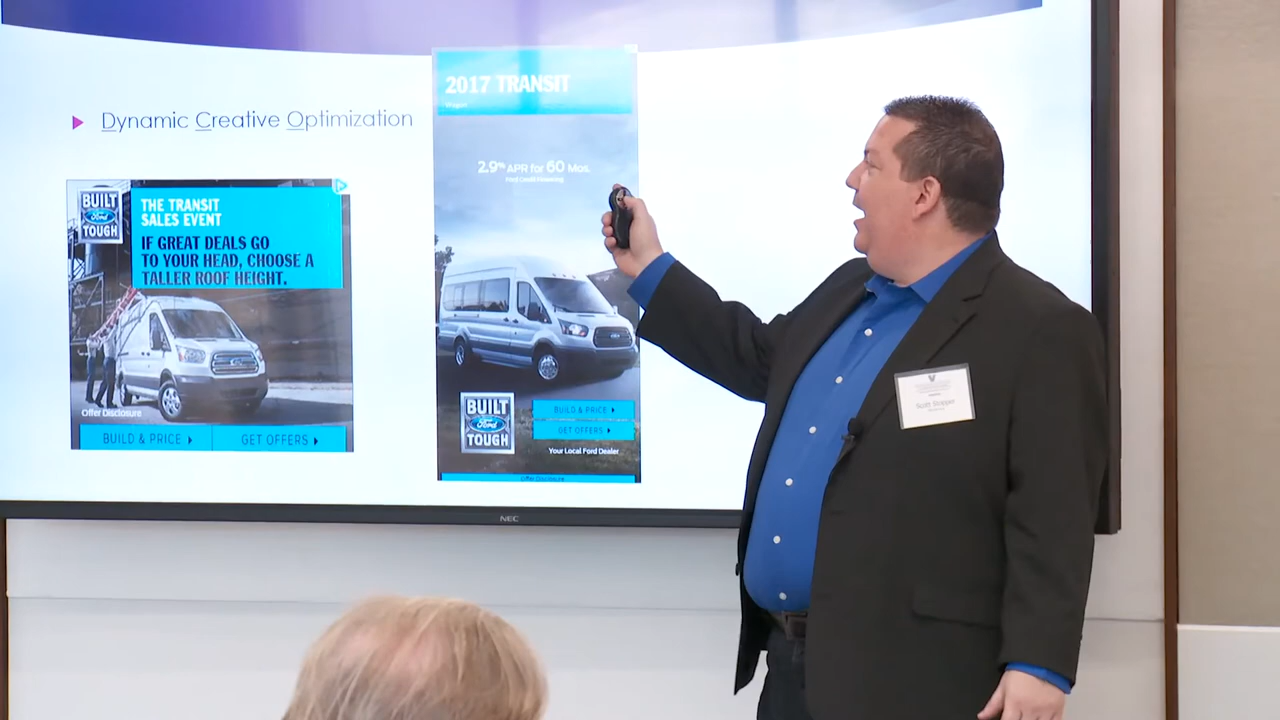 Dynamic Creative Optimization
BUILT
Ford
TOUGH
THE TRANSIT
SALES EVENT
IF GREAT DEALS GO
TO YOUR HEAD, CHOOSE A
TALLER ROOF HEIGHT.
Offer Disclosure
BUILD & PRICE
GET OFFERS
2017 TRANSIT
2.9% APR for 60 Mos.
Ford Credit Financing
BUILT
Ford
TOUGH
BUILD & PRICE
GET OFFERS
Your Local Ford Dealer
Offer Disclosure
NEC